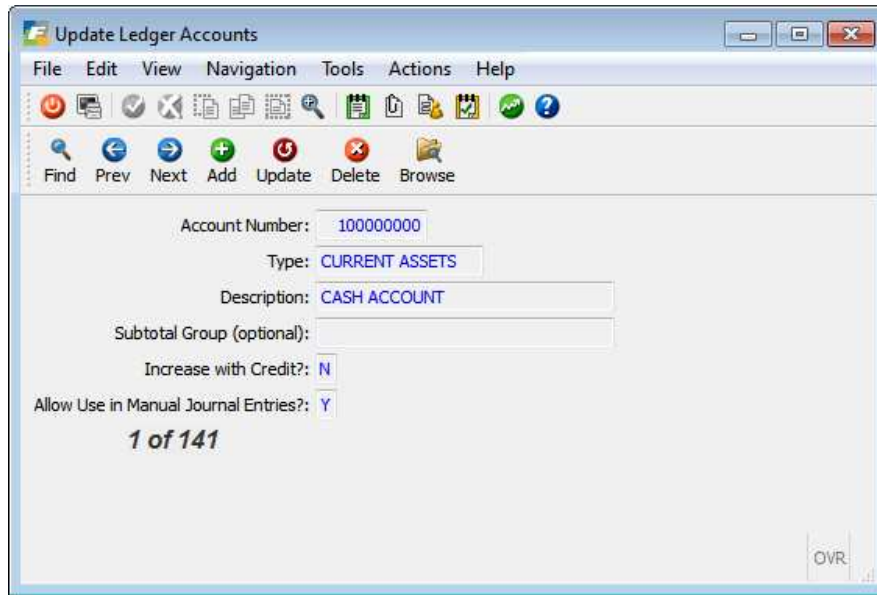 Update Ledger Accounts
File Edit View Navigation Tools Actions Help
Find Prev Next Add Update Delete Browse
Account Number: 100000000
Type: CURRENT ASSETS
Description: CASH ACCOUNT
Subtotal Group (optional):
Increase with Credit?: N
Allow Use in Manual Journal Entries?: Y
1 of 141
OVR